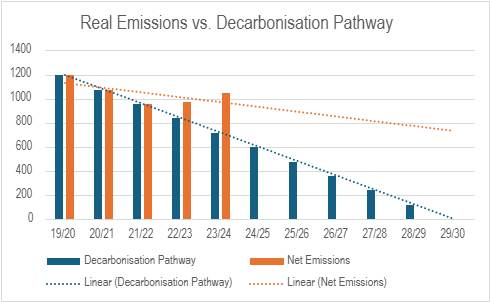 Real Emissions vs. Decarbonisation Pathway
1400
1200
1000
800
600
400
200
0
19/20 20/21 21/22 22/23 23/24 24/25 25/26 26/27 27/28 28/29 29/30
Decarbonisation Pathway Net Emissions
Linear (Decarbonisation Pathway) Linear (Net Emissions)